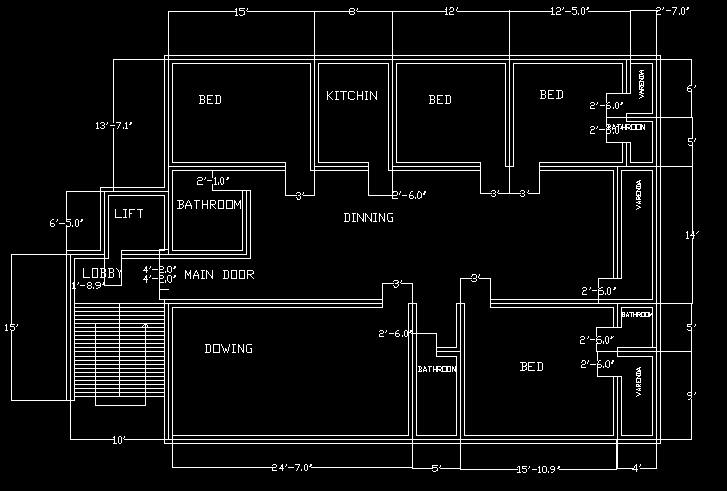 15'
8'
12'
12'-5.0"
2'-7.0"
BED
KITCHIN
BED
BED
VARENDA
6'
2'-6.0"
13'-7.1"
BATHROOM
5'
2'-1.0"
3'
2'-6.0"
3'
3'
VARENDA
BATHROOM
LIFT
DINNING
6'-5.0"
14'
LOBBY
4'-2.0"
4'-2.0"
MAIN DOOR
1'-8.9"
3'
3'
2'-6.0"
BATHROOM
15'
2'-6.0"
2'-6.0"
5'
DOWING
2'-6.0"
BATHROOM
BED
VARENDA
9'
10'
24'-7.0"
5'
15'-10.9"
4'